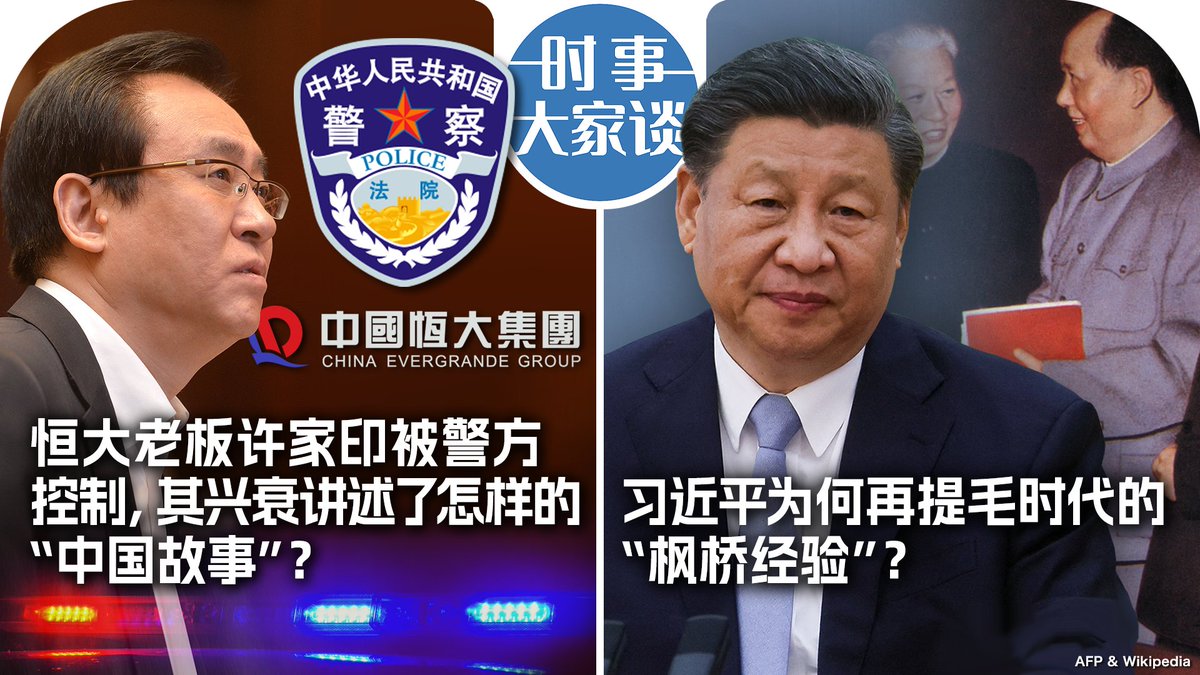 时事
大家谈
中华人民共和国
警察
POLICE
法院
中國恆大集團
CHINA EVERGRANDE GROUP
恒大老板许家印被警方
控制, 其兴衰讲述了怎样的
“中国故事”?
习近平为何再提毛时代的
“枫桥经验”?
AFP & Wikipedia